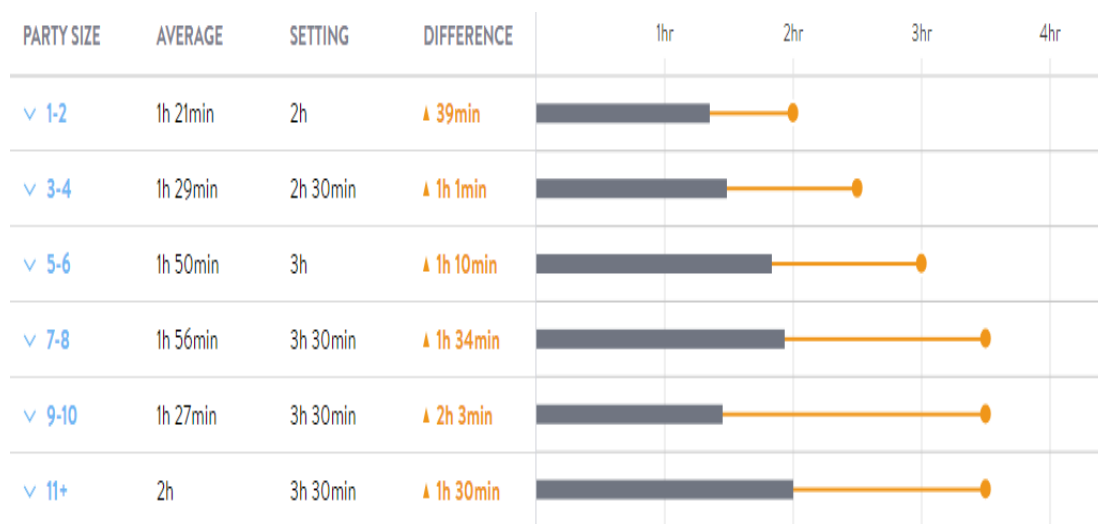 PARTY SIZE AVERAGE SETTING DIFFERENCE 1hr 2hr 3hr 4hr
1-2 1h 21min 2h 39min
3-4 1h 29min 2h 30min 1h 1min
5-6 1h 50min 3h 1h 10min
7-8 1h 56min 3h 30min 1h 34min
9-10 1h 27min 3h 30min 2h 3min
11+ 2h 3h 30min 1h 30min